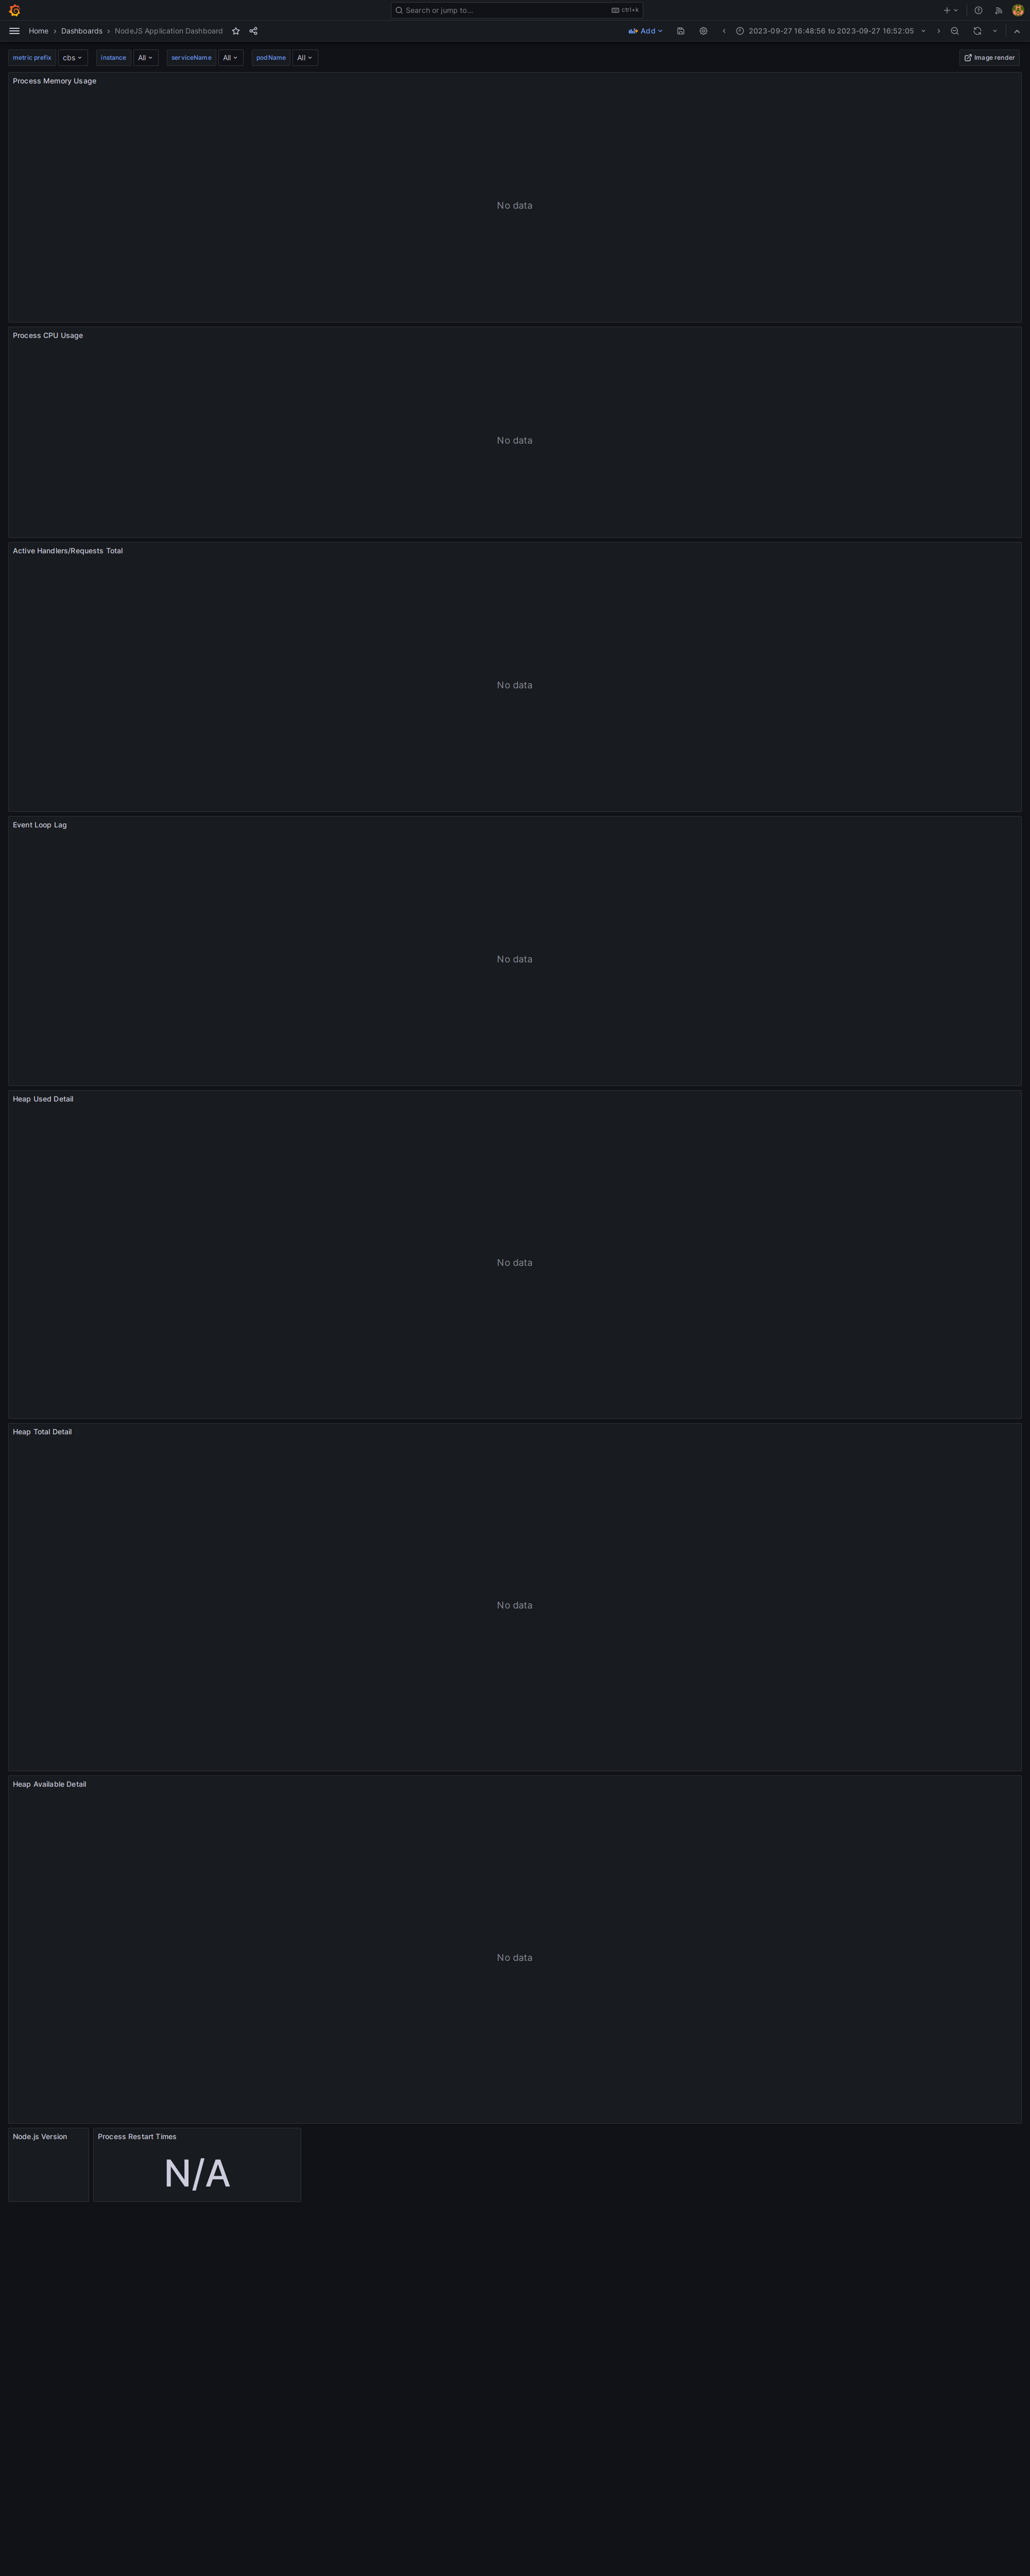 Search or jump to... ctrl+k
Home › Dashboards › NodeJS Application Dashboard Add 2023-09-27 16:48:56 to 2023-09-27 16:52:05
metric prefix cbs instance All serviceName All podName All Image render
Process Memory Usage
No data
Process CPU Usage
No data
Active Handlers/Requests Total
No data
Event Loop Lag
No data
Heap Used Detail
No data
Heap Total Detail
No data
Heap Available Detail
No data
Node.js Version Process Restart Times
N/A